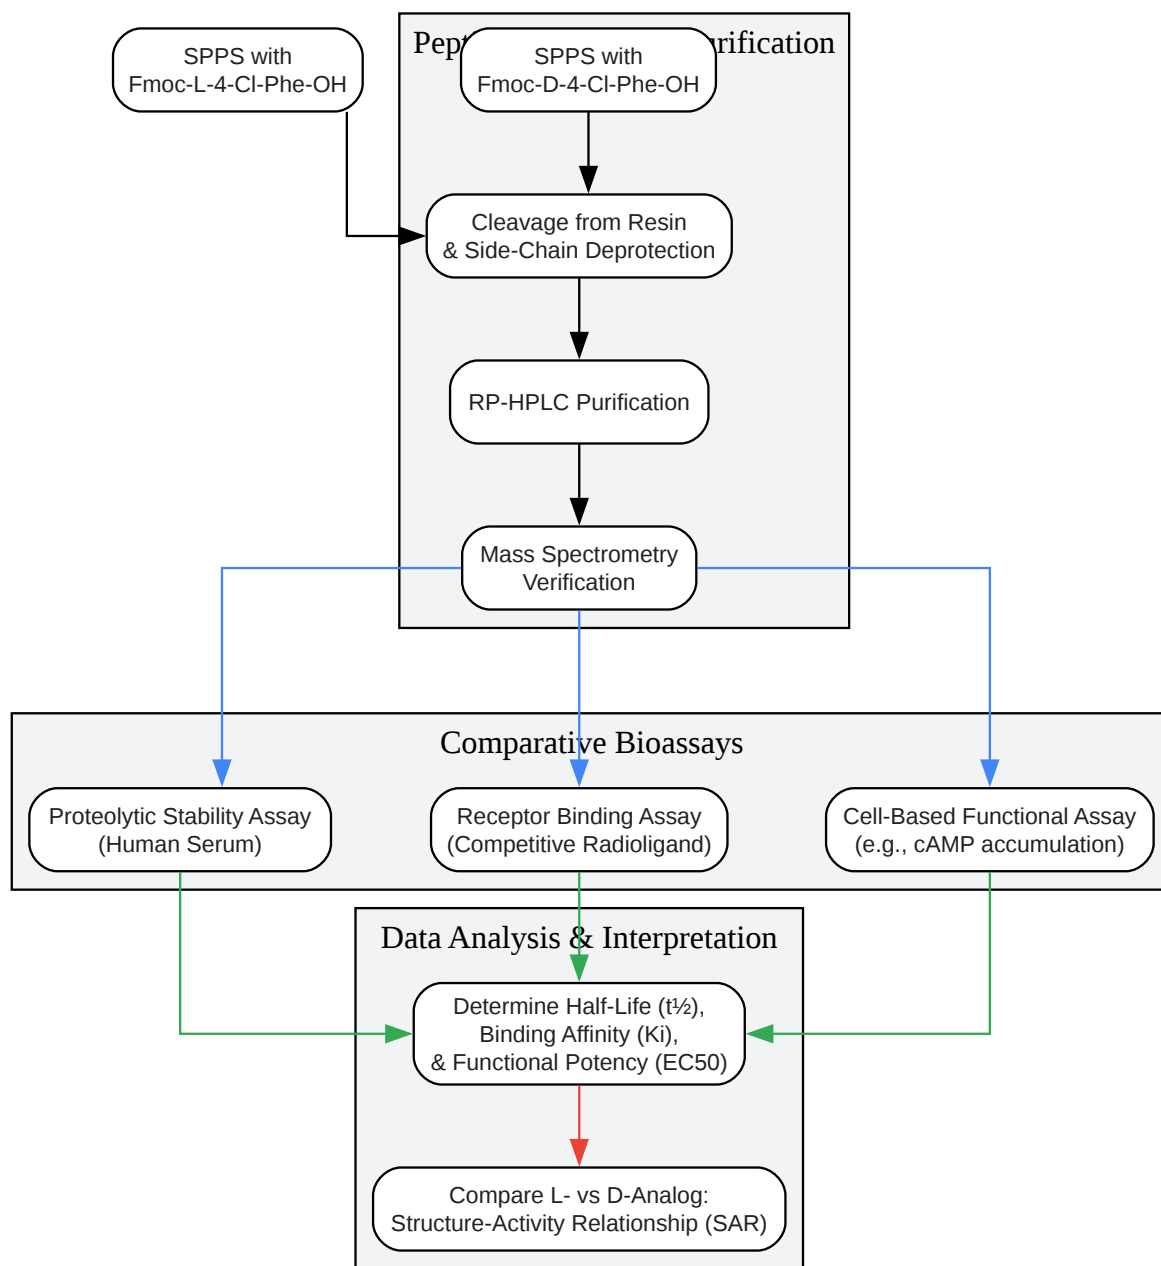 Pept urification
SPPS with
Fmoc-L-4-Cl-Phe-OH
SPPS with
Fmoc-D-4-Cl-Phe-OH
Cleavage from Resin
& Side-Chain Deprotection
RP-HPLC Purification
Mass Spectrometry
Verification
Comparative Bioassays
Proteolytic Stability Assay
(Human Serum)
Receptor Binding Assay
(Competitive Radioligand)
Cell-Based Functional Assay
(e.g., cAMP accumulation)
Data Analysis & Interpretation
Determine Half-Life (t½),
Binding Affinity (Ki),
& Functional Potency (EC50)
Compare L- vs D-Analog:
Structure-Activity Relationship (SAR)